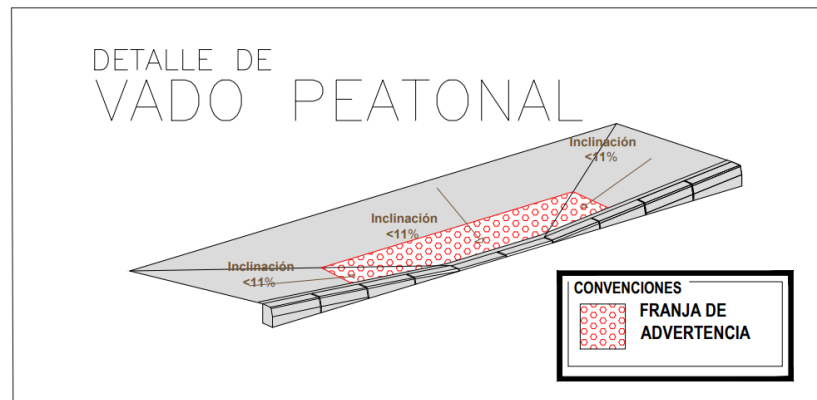 DETALLE DE
VADO PEATONAL
Inclinación
<11%
Inclinación
<11%
Inclinación
<11%
CONVENCIONES
FRANJA DE
ADVERTENCIA